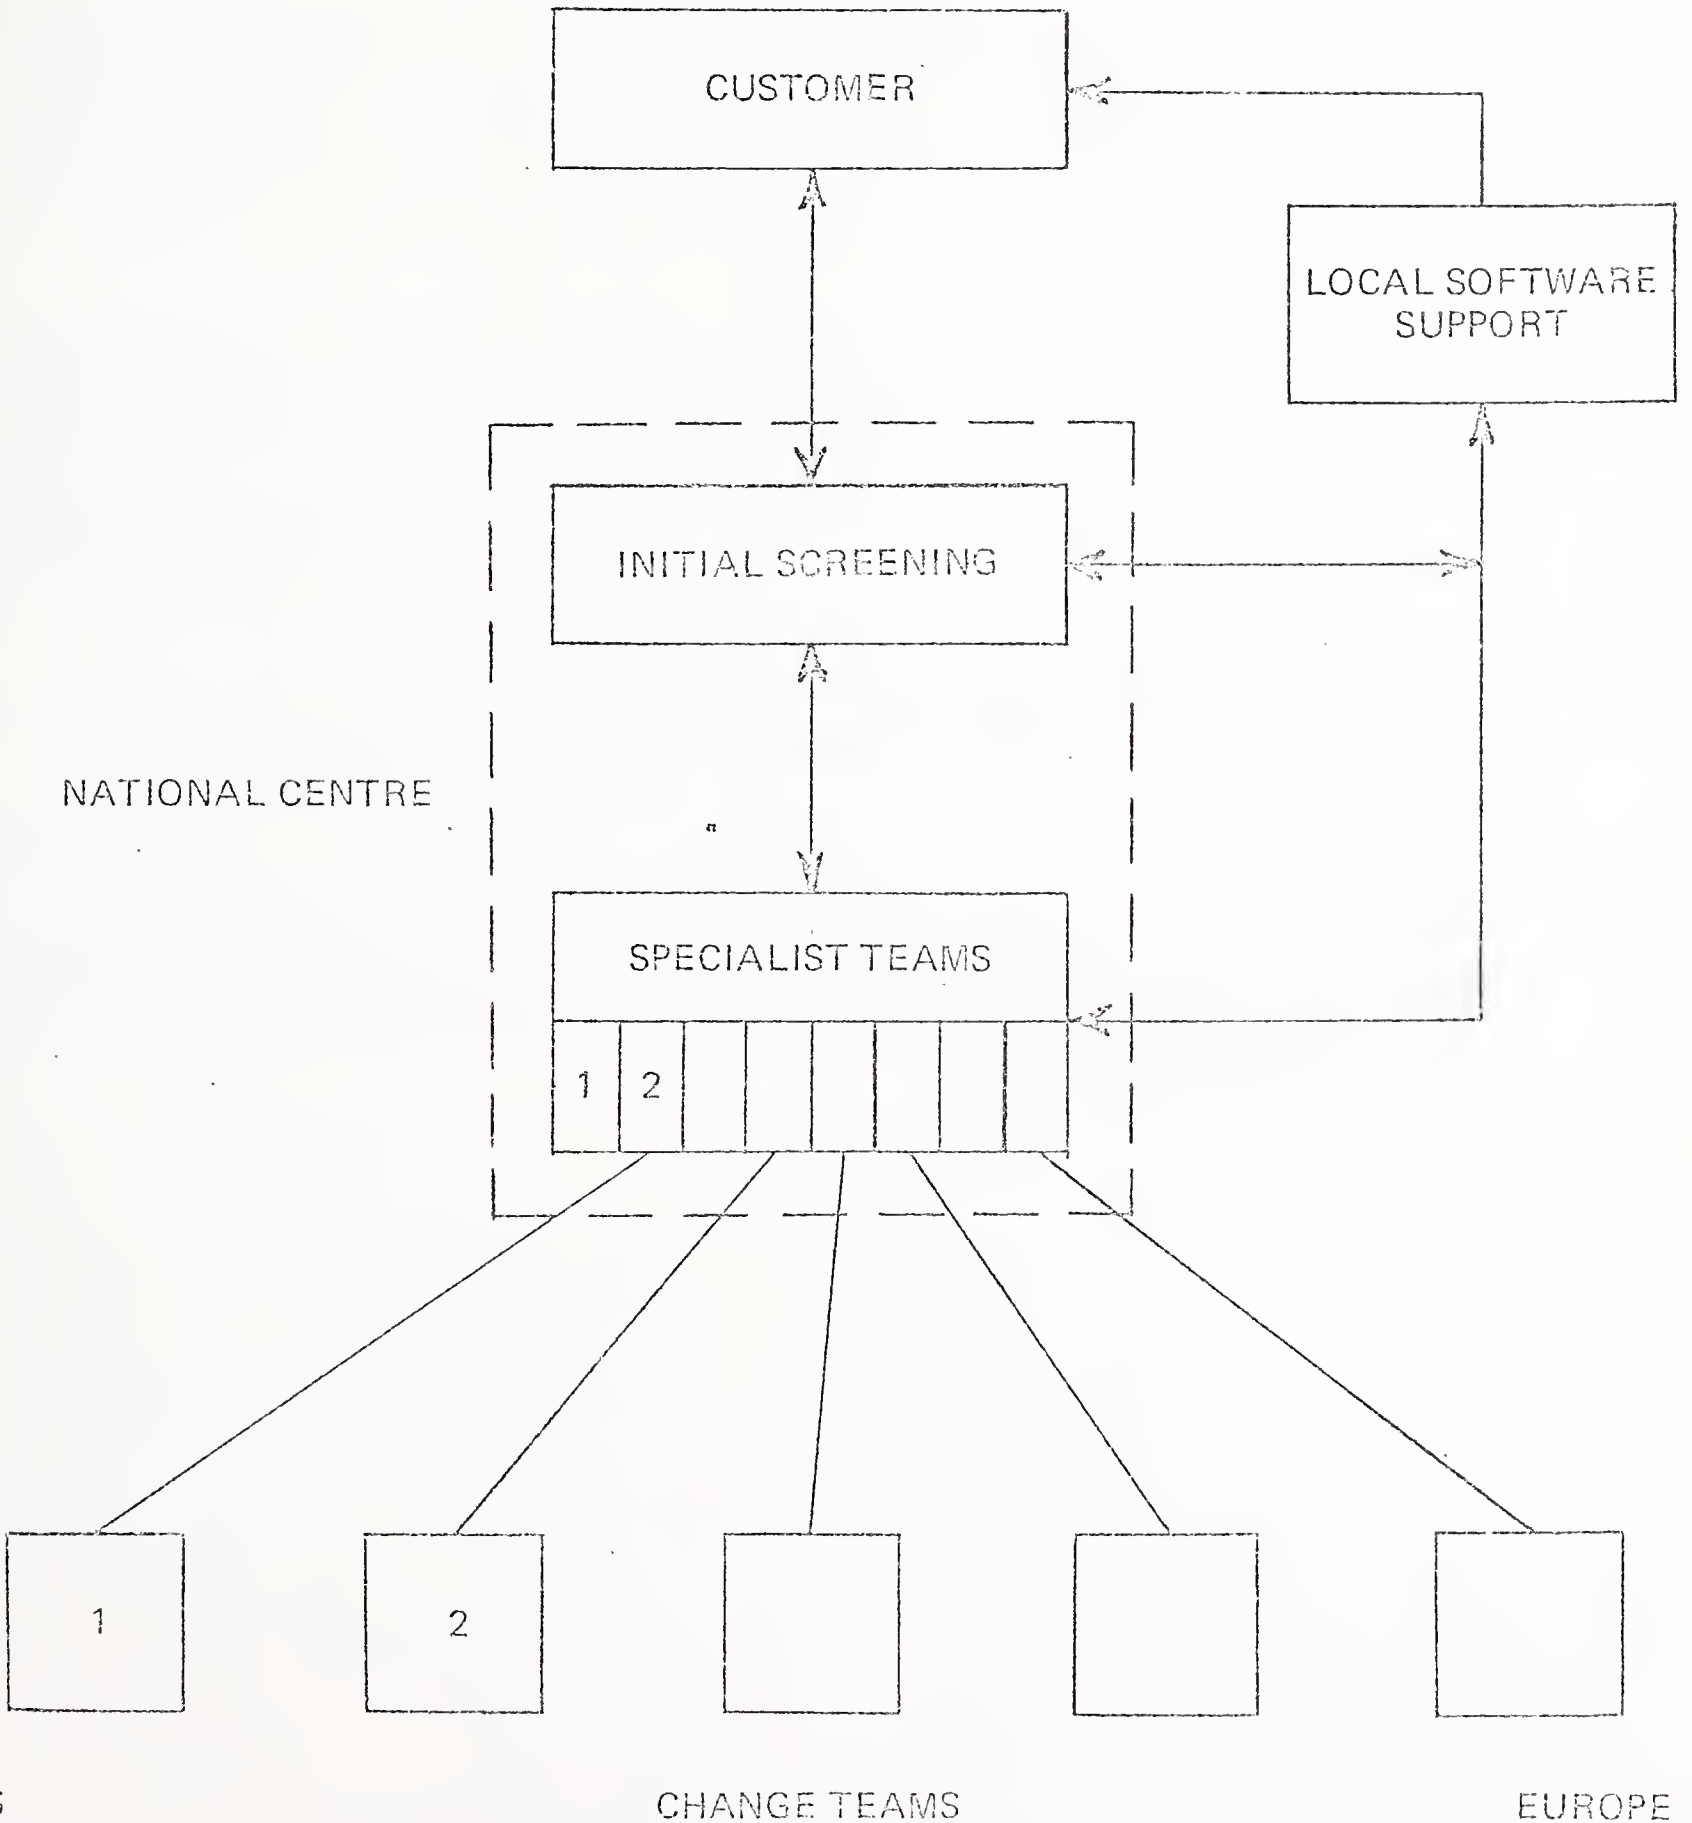 CUSTOMER
LOCAL SOFTWARE
SUPPORT
INITIAL SCREENING
NATIONAL CENTRE
SPECIALIST TEAMS
1 2
1 2
CHANGE TEAMS EUROPE